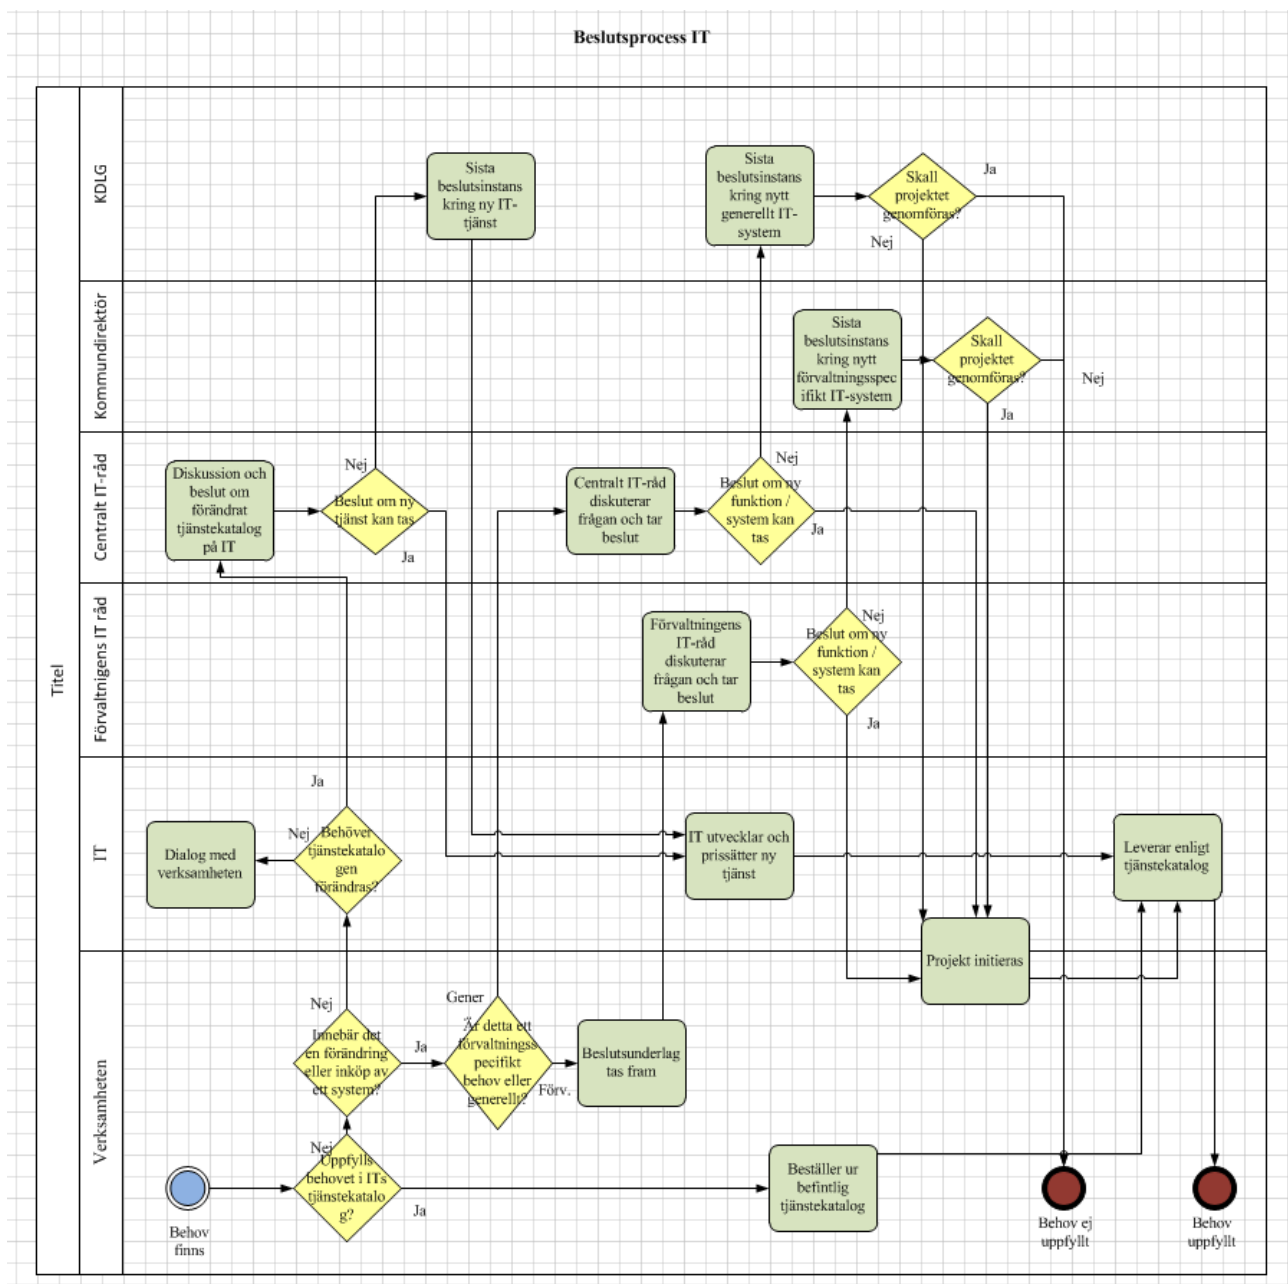 Beslutsprocess IT
Titel
KDLG
Sista
beslutsinstans
kring ny IT-
tjänst
Sista
beslutsinstans
kring nytt
generellt IT-
system
Skall
projektet
genomföras?
Ja
Nej
Kommundirektör
Sista
beslutsinstans
kring nytt
förvaltningsspec
ifikt IT-system
Skall
projektet
genomföras?
Nej
Ja
Centralt IT-råd
Diskussion och
beslut om
förändrat
tjänstekatalog
på IT
Nej
Beslut om ny
tjänst kan tas
Ja
Centralt IT-råd
diskuterar
frågan och tar
beslut
Nej
Beslut om ny
funktion /
system kan
tas
Ja
Förvaltnigens IT råd
Förvaltningens
IT-råd
diskuterar
frågan och tar
beslut
Nej
Beslut om ny
funktion /
system kan
tas
Ja
IT
Ja
Dialog med
verksamheten
Nej
Behöver
tjänstekatalo
gen
förändras?
IT utvecklar och
prissätter ny
tjänst
Leverar enligt
tjänstekatalog
Projekt initieras
Verksamheten
Nej
Innebär det
en förändring
eller inköp av
ett system?
Ja
Gener
Är detta ett
förvaltningss
pecifikt
behov eller
generellt?
Förv.
Beslutsunderlag
tas fram
Nej
Uppfylls
behovet i ITs
tjänstekatalo
g?
Ja
Beställer ur
befintlig
tjänstekatalog
Behov
finns
Behov ej
uppfyllt
Behov
uppfyllt